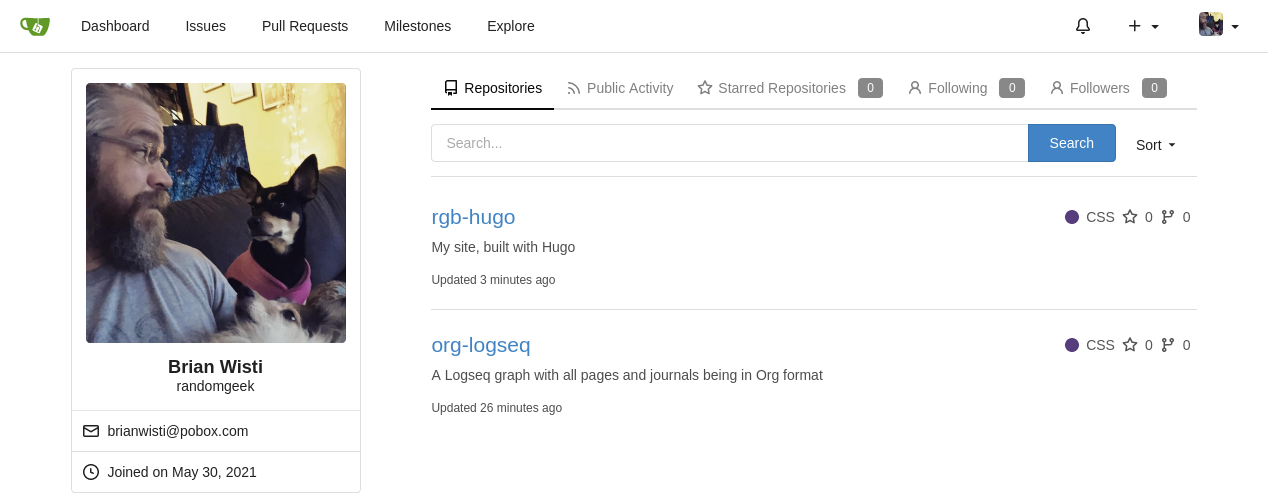 Dashboard Issues Pull Requests Milestones Explore
Repositories Public Activity Starred Repositories 0 Following 0 Followers 0
Search... Search Sort
rgb-hugo CSS 0 0
My site, built with Hugo
Updated 3 minutes ago
org-logseq CSS 0 0
A Logseq graph with all pages and journals being in Org format
Updated 26 minutes ago
Brian Wisti
randomgeek
brianwisti@pobox.com
Joined on May 30, 2021